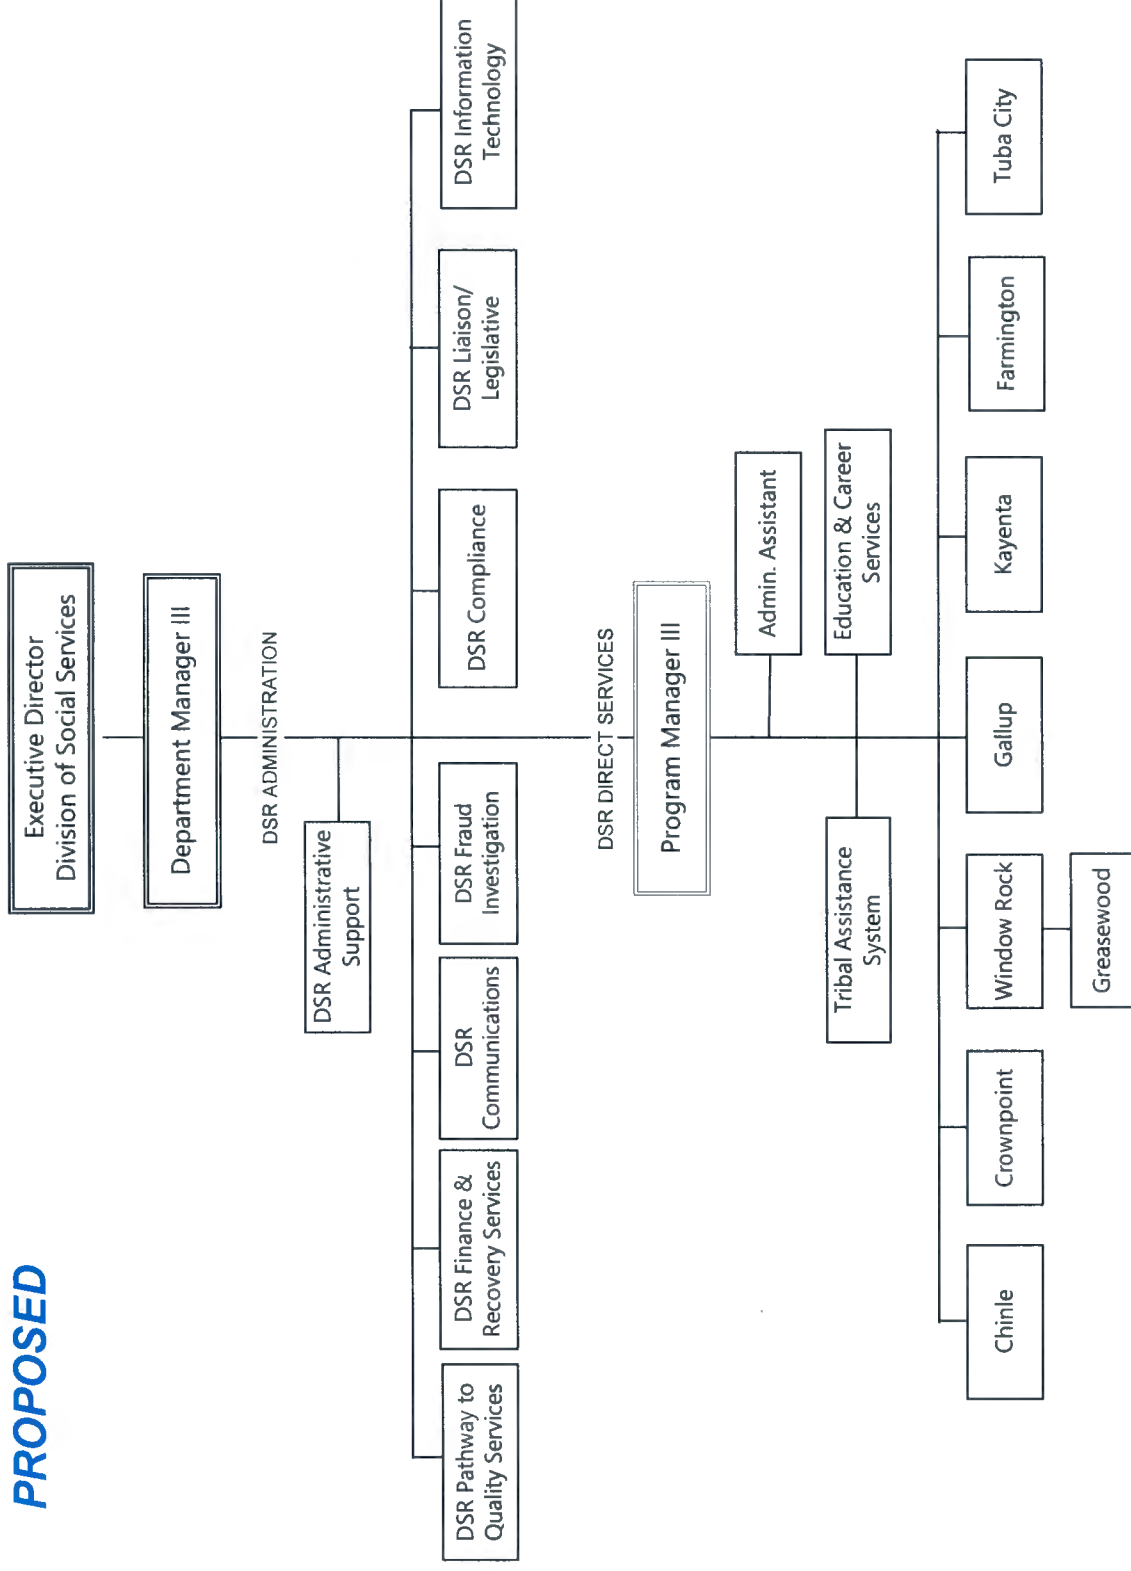 PROPOSED
Executive Director
Division of Social Services
Department Manager III
DSR ADMINISTRATION
DSR Administrative
Support
DSR Pathway to
Quality Services
DSR Finance &
Recovery Services
DSR
Communications
DSR Fraud
Investigation
DSR Compliance
DSR Liaison/
Legislative
DSR Information
Technology
DSR DIRECT SERVICES
Program Manager III
Admin. Assistant
Tribal Assistance
System
Education & Career
Services
Chinle
Crownpoint
Window Rock
Gallup
Kayenta
Farmington
Tuba City
Greasewood